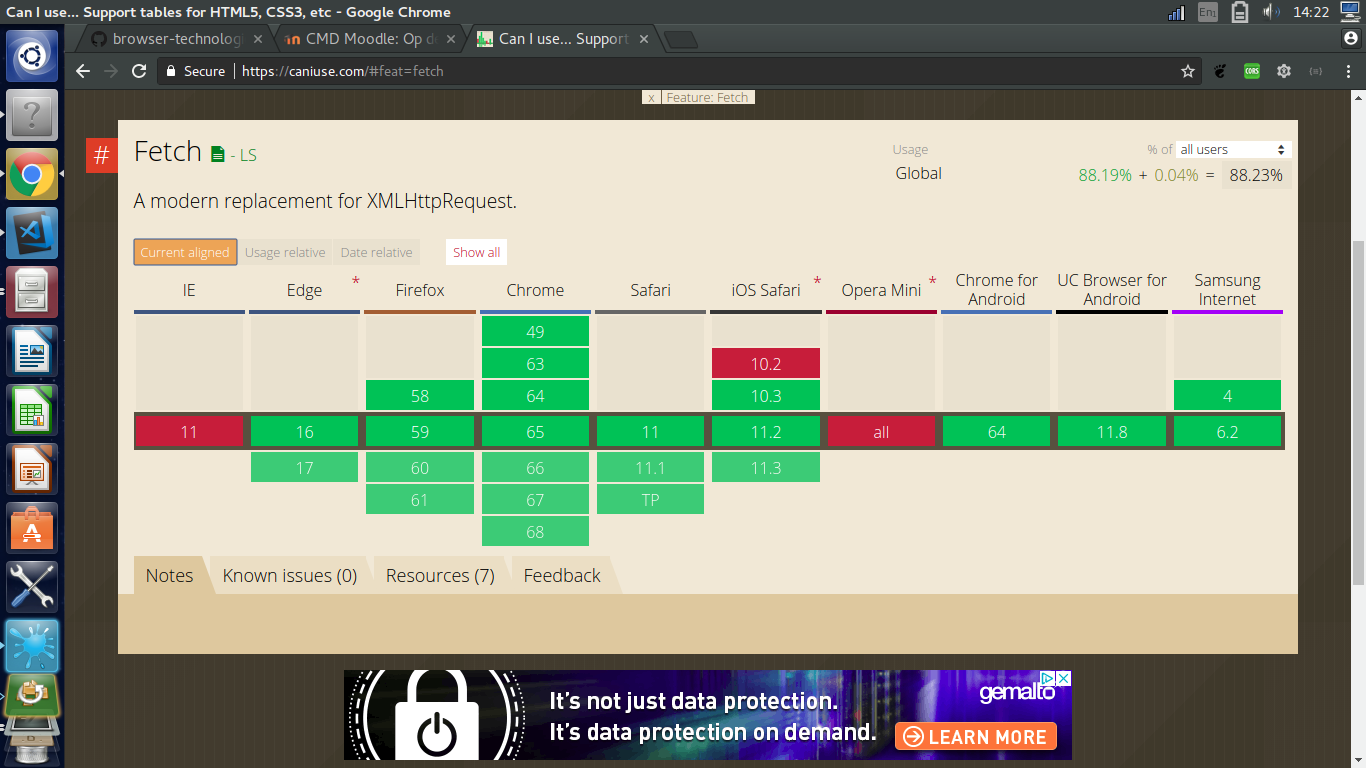 Can I use... Support tables for HTML5, CSS3, etc - Google Chrome
En1
14:22
browser-technolog
CMD Moodle: Op d
Can I use... Support
Secure
https://caniuse.com/#feat=fetch
CORS
x Feature: Fetch
#
Fetch - LS
Usage % of all users
Global 88.19% + 0.04% = 88.23%
A modern replacement for XMLHttpRequest.
Current aligned Usage relative Date relative Show all
IE Edge * Firefox Chrome Safari iOS Safari * Opera Mini * Chrome for Android UC Browser for Android Samsung Internet
49
63 10.2
58 64 10.3 4
11 16 59 65 11 11.2 all 64 11.8 6.2
17 60 66 11.1 11.3
61 67 TP
68
Notes Known issues (0) Resources (7) Feedback
It's not just data protection.
It's data protection on demand.
gemalto
LEARN MORE